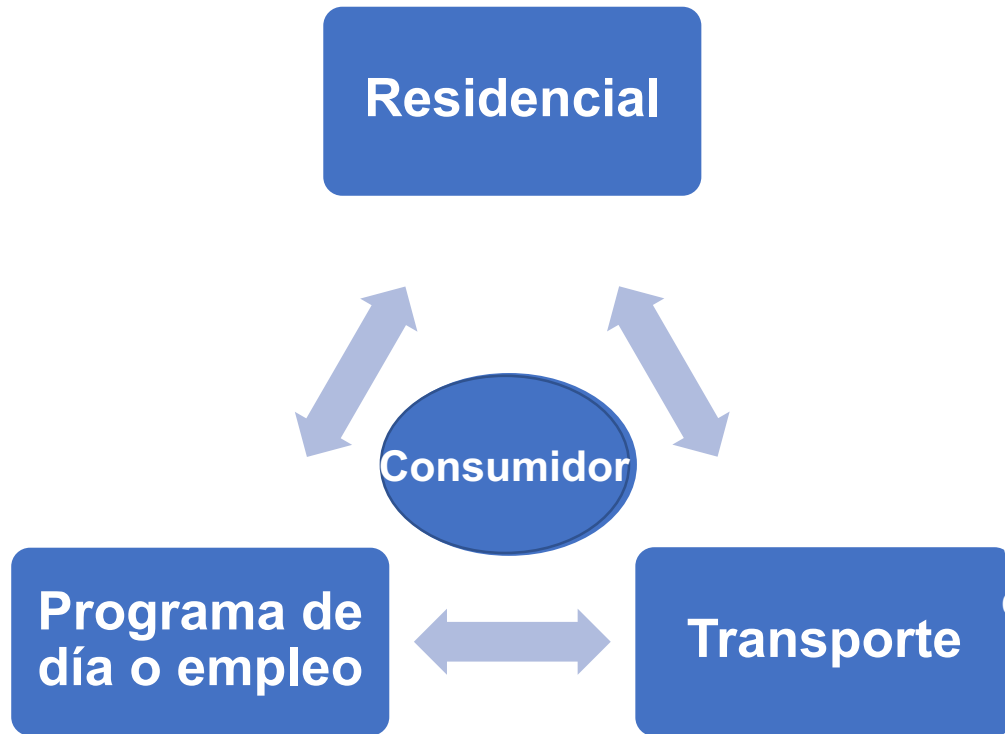 Residencial
Consumidor
Programa de
día o empleo
Transporte